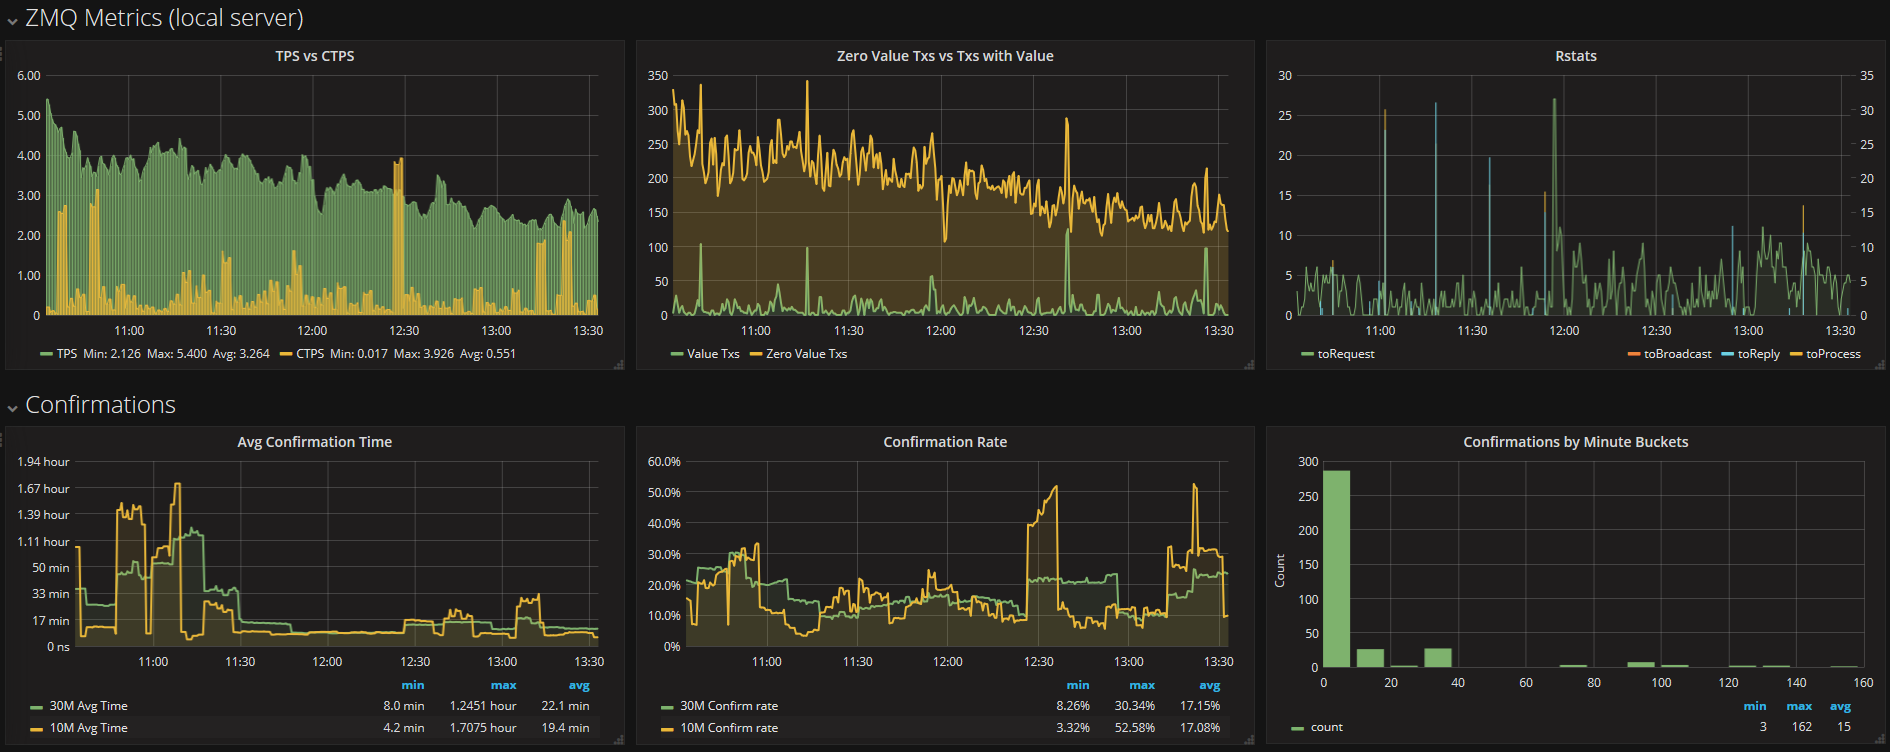 ZMQ Metrics (local server)
TPS vs CTPS
6.00
5.00
4.00
3.00
2.00
1.00
0
11:00 11:30 12:00 12:30 13:00 13:30
TPS Min: 2.126 Max: 5.400 Avg: 3.264 CTPS Min: 0.017 Max: 3.926 Avg: 0.551
Zero Value Txs vs Txs with Value
350
300
250
200
150
100
50
0
11:00 11:30 12:00 12:30 13:00 13:30
Value Txs Zero Value Txs
Rstats
30 35
25 30
20 25
15 20
10 15
5 10
0 5
0
11:00 11:30 12:00 12:30 13:00 13:30
toRequest toBroadcast toReply toProcess
Confirmations
Avg Confirmation Time
1.94 hour
1.67 hour
1.39 hour
1.11 hour
50 min
33 min
17 min
0 ns
11:00 11:30 12:00 12:30 13:00 13:30
min max avg
30M Avg Time 8.0 min 1.2451 hour 22.1 min
10M Avg Time 4.2 min 1.7075 hour 19.4 min
Confirmation Rate
60.0%
50.0%
40.0%
30.0%
20.0%
10.0%
0%
11:00 11:30 12:00 12:30 13:00 13:30
min max avg
30M Confirm rate 8.26% 30.34% 17.15%
10M Confirm rate 3.32% 52.58% 17.08%
Confirmations by Minute Buckets
Count
300
250
200
150
100
50
0
0 20 40 60 80 100 120 140 160
min max avg
count 3 162 15